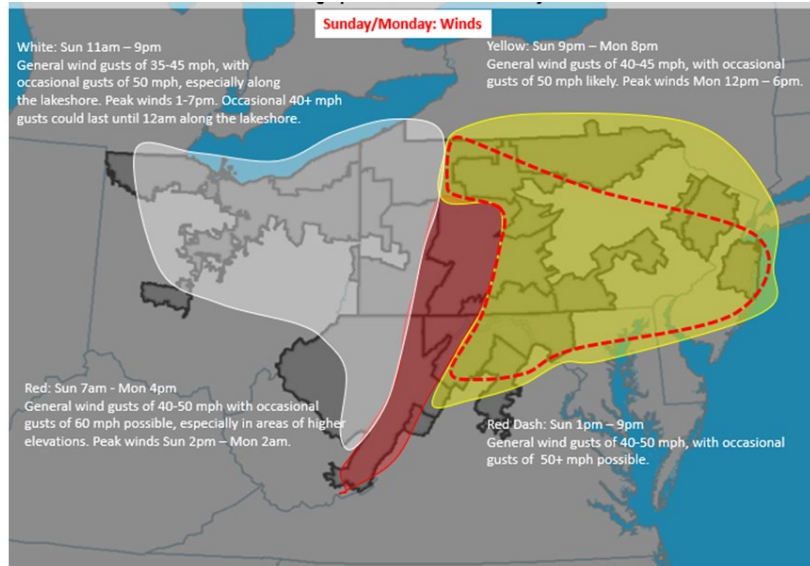 Sunday/Monday: Winds
White: Sun 11am – 9pm
General wind gusts of 35-45 mph, with
occasional gusts of 50 mph, especially along
the lakeshore. Peak winds 1-7pm. Occasional 40+ mph
gusts could last until 12am along the lakeshore.
Yellow: Sun 9pm – Mon 8pm
General wind gusts of 40-45 mph, with occasional
gusts of 50 mph likely. Peak winds Mon 12pm – 6pm.
Red: Sun 7am - Mon 4pm
General wind gusts of 40-50 mph with occasional
gusts of 60 mph possible, especially in areas of higher
elevations. Peak winds Sun 2pm – Mon 2am.
Red Dash: Sun 1pm – 9pm
General wind gusts of 40-50 mph, with occasional
gusts of 50+ mph possible.